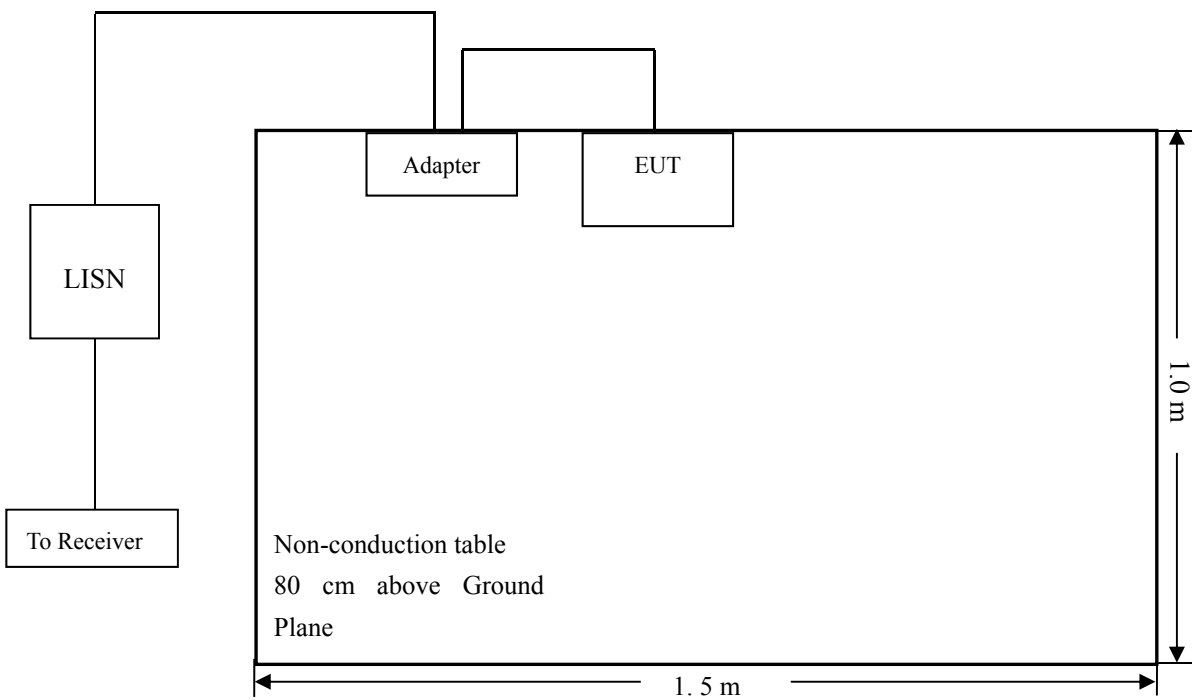 Adapter
EUT
LISN
1.0 m
To Receiver
Non-conduction table
80 cm above Ground
Plane
1. 5 m